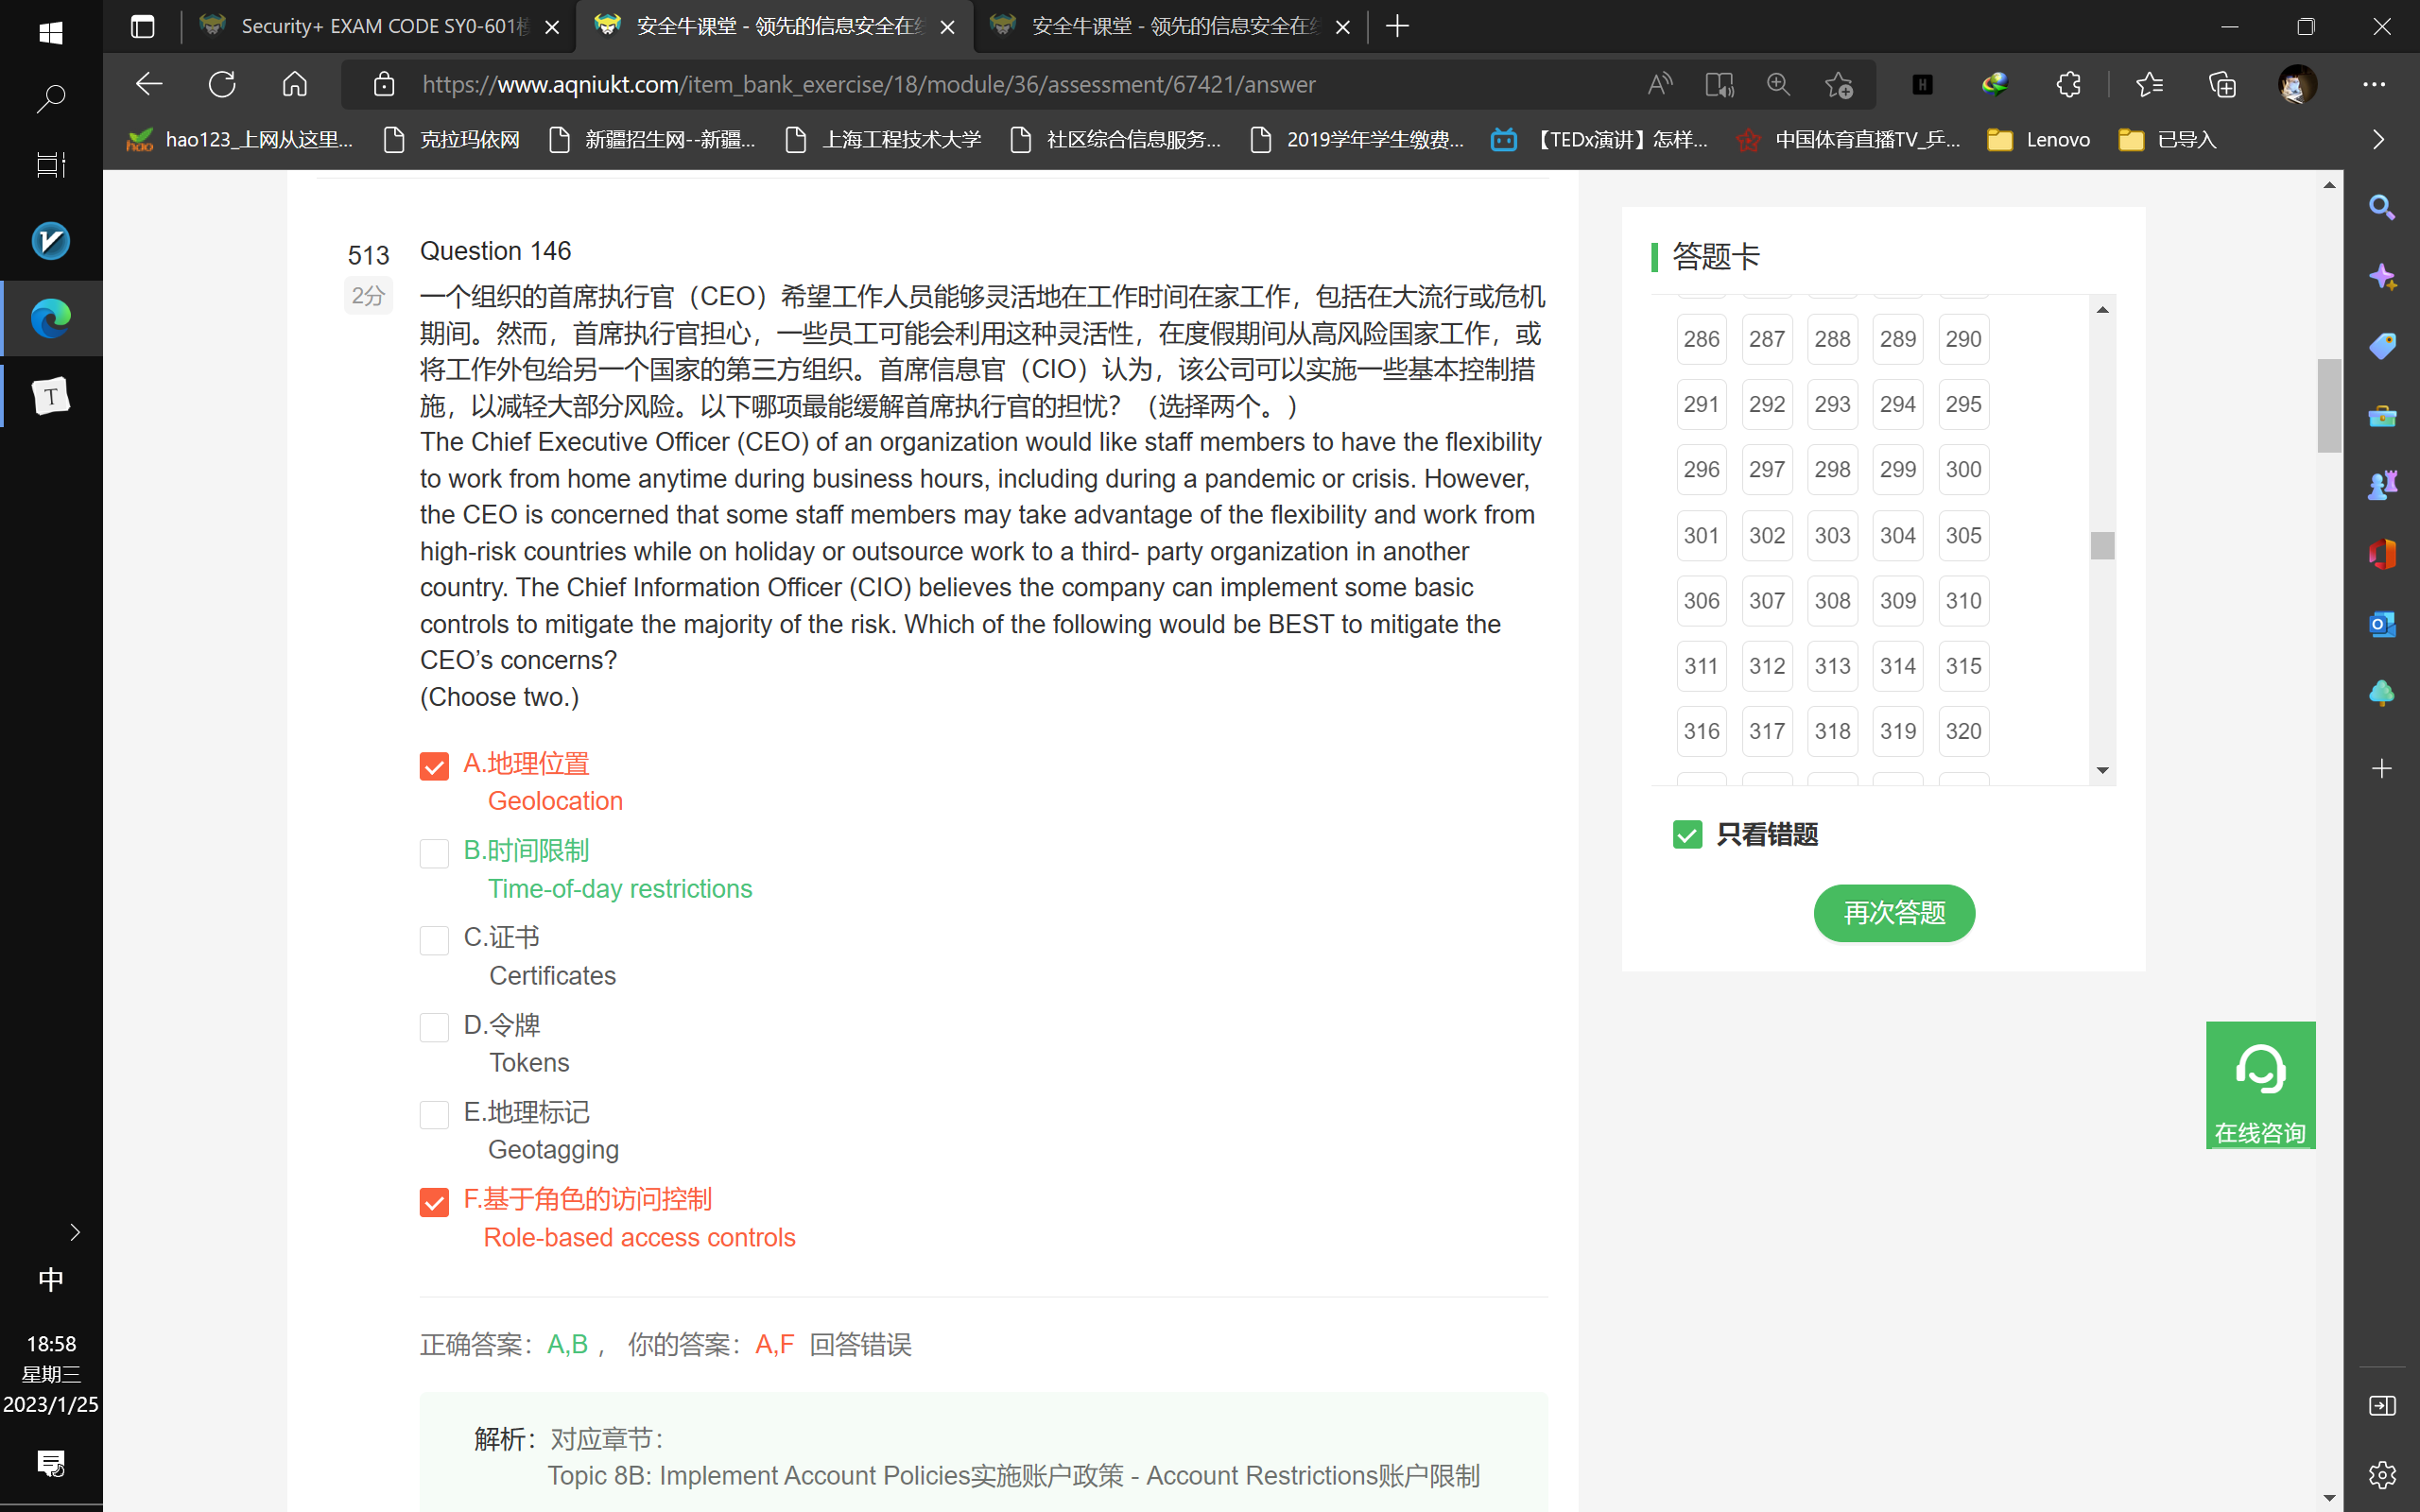 Security+ EXAM CODE SY0-601
安全牛课堂 - 领先的信息安全在
安全牛课堂 - 领先的信息安全在
https://www.aqniukt.com/item_bank_exercise/18/module/36/assessment/67421/answer
hao123_上网从这里...
克拉玛依网
新疆招生网--新疆...
上海工程技术大学
社区综合信息服务...
2019学年学生缴费...
【TEDx演讲】怎样...
中国体育直播TV_乒...
Lenovo
已导入
513
2分
Question 146
一个组织的首席执行官（CEO）希望工作人员能够灵活地在工作时间在家工作，包括在大流行或危机
期间。然而，首席执行官担心，一些员工可能会利用这种灵活性，在度假期间从高风险国家工作，或
将工作外包给另一个国家的第三方组织。首席信息官（CIO）认为，该公司可以实施一些基本控制措
施，以减轻大部分风险。以下哪项最能缓解首席执行官的担忧？（选择两个。）
The Chief Executive Officer (CEO) of an organization would like staff members to have the flexibility
to work from home anytime during business hours, including during a pandemic or crisis. However,
the CEO is concerned that some staff members may take advantage of the flexibility and work from
high-risk countries while on holiday or outsource work to a third- party organization in another
country. The Chief Information Officer (CIO) believes the company can implement some basic
controls to mitigate the majority of the risk. Which of the following would be BEST to mitigate the
CEO’s concerns?
(Choose two.)
A.地理位置
Geolocation
B.时间限制
Time-of-day restrictions
C.证书
Certificates
D.令牌
Tokens
E.地理标记
Geotagging
F.基于角色的访问控制
Role-based access controls
正确答案：A,B ， 你的答案：A,F 回答错误
解析：对应章节：
Topic 8B: Implement Account Policies实施账户政策 - Account Restrictions账户限制
答题卡
286 287 288 289 290
291 292 293 294 295
296 297 298 299 300
301 302 303 304 305
306 307 308 309 310
311 312 313 314 315
316 317 318 319 320
只看错题
再次答题
在线咨询
中
18:58
星期三
2023/1/25